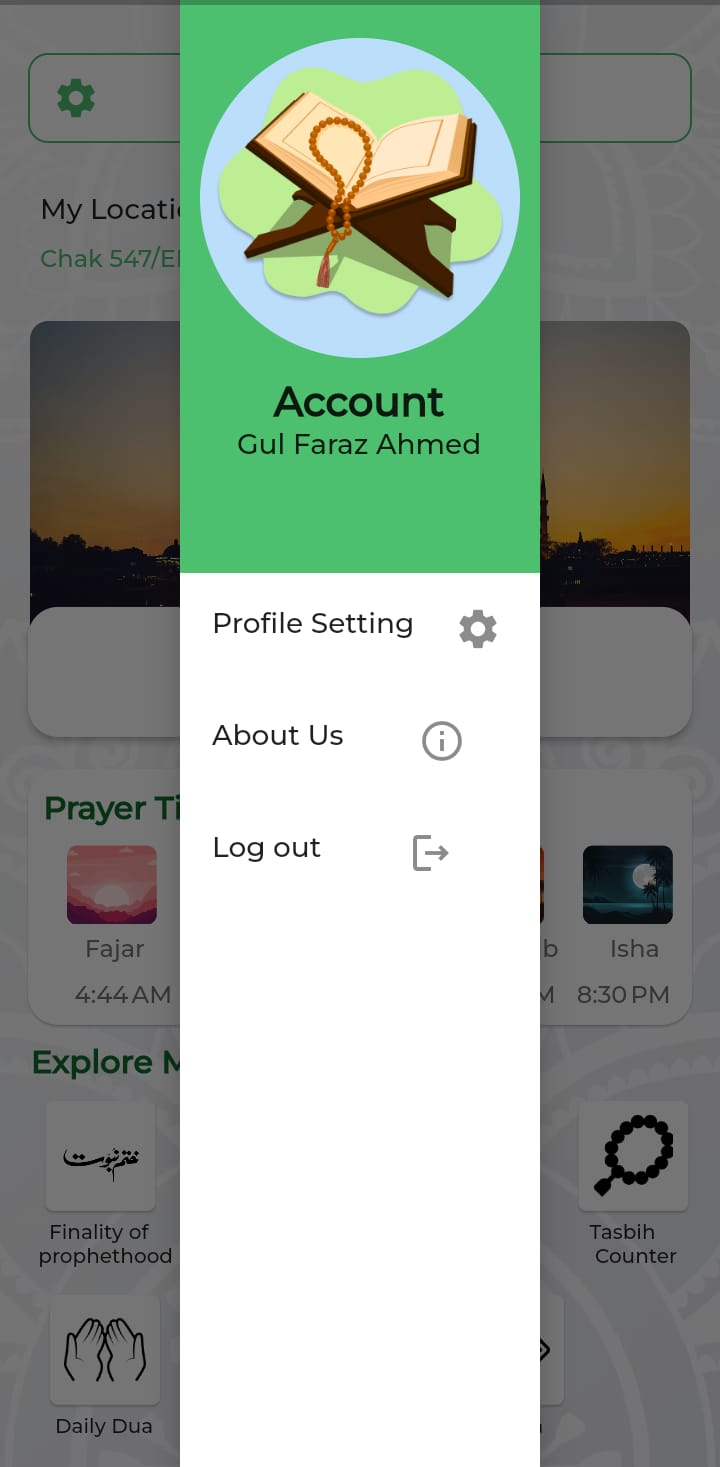 My Locati
Chak 547/E
Account
Gul Faraz Ahmed
Profile Setting
About Us
Log out
Prayer Ti
Fajar
b
Isha
4:44 AM
M
8:30 PM
Explore M
ختم نبوت
Finality of
prophethood
Tasbih
Counter
Daily Dua